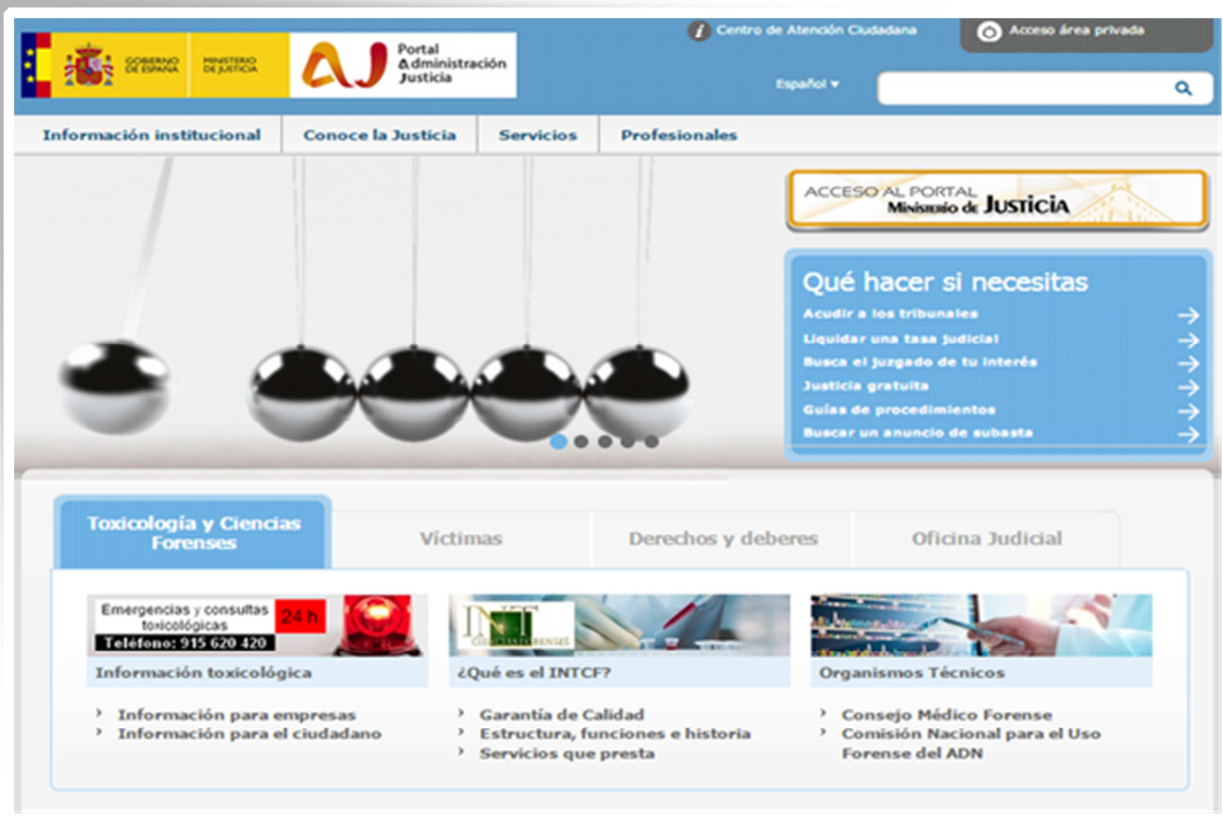 Centro de Atención Ciudadana
Acceso área privada
GOBIERNO
DE ESPAÑA
MINISTERIO
DE JUSTICIA
AJ
Portal
Administración
Justicia
Español
Información institucional
Conoce la Justicia
Servicios
Profesionales
ACCESO AL PORTAL
MINISTERIO DE JUSTICIA
Qué hacer si necesitas
Acudir a los tribunales
Liquidar una tasa judicial
Busca el juzgado de tu interés
Justicia gratuita
Guías de procedimientos
Buscar un anuncio de subasta
Toxicología y Ciencias
Forenses
Víctimas
Derechos y deberes
Oficina Judicial
Emergencias y consultas
toxicológicas
24 h
Teléfono: 915 620 420
Información toxicológica
Información para empresas
Información para el ciudadano
INT
CIENCIAS FORENSES
¿Qué es el INTCF?
Garantía de Calidad
Estructura, funciones e historia
Servicios que presta
Organismos Técnicos
Consejo Médico Forense
Comisión Nacional para el Uso
Forense del ADN